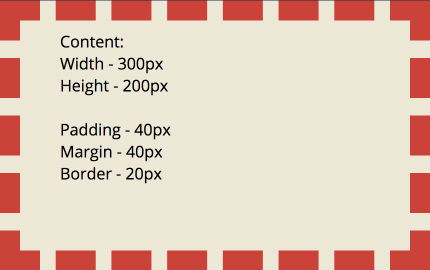 Content:
Width - 300px
Height - 200px
Padding - 40px
Margin - 40px
Border - 20px